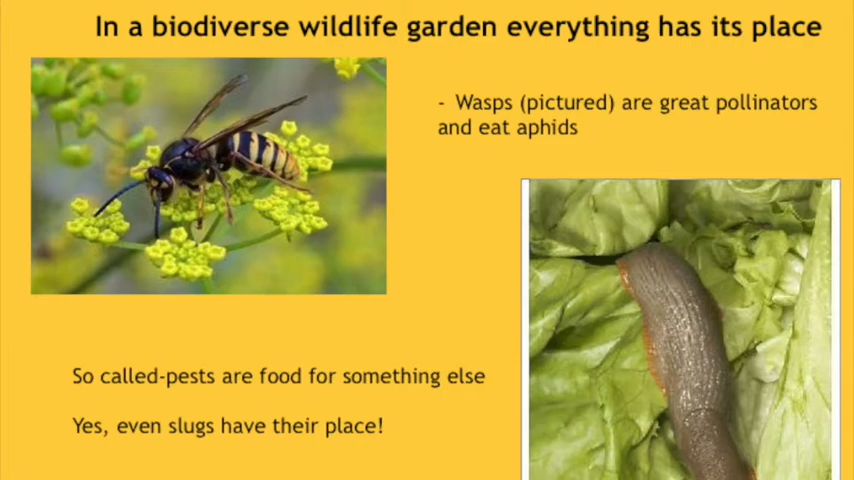 In a biodiverse wildlife garden everything has its place
- Wasps (pictured) are great pollinators
and eat aphids
So called-pests are food for something else
Yes, even slugs have their place!